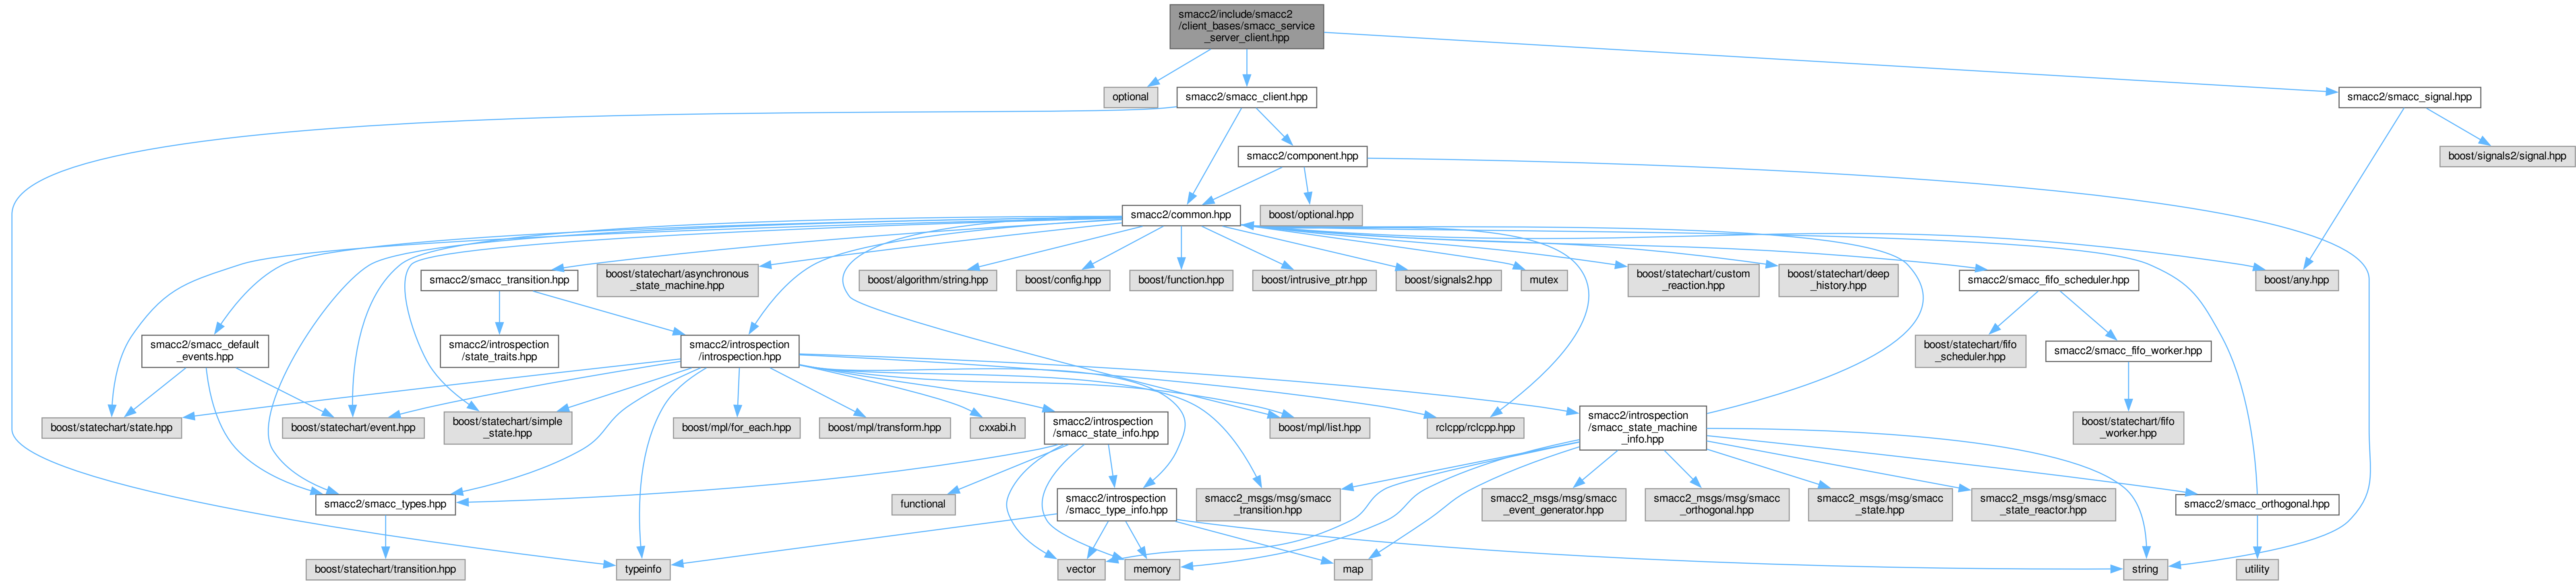 smacc2/include/smacc2
/client_bases/smacc_service
_server_client.hpp
optional
smacc2/smacc_client.hpp
smacc2/smacc_signal.hpp
smacc2/component.hpp
boost/signals2/signal.hpp
smacc2/common.hpp
boost/optional.hpp
smacc2/smacc_transition.hpp
boost/statechart/asynchronous
_state_machine.hpp
boost/algorithm/string.hpp
boost/config.hpp
boost/function.hpp
boost/intrusive_ptr.hpp
boost/signals2.hpp
mutex
boost/statechart/custom
_reaction.hpp
boost/statechart/deep
_history.hpp
smacc2/smacc_fifo_scheduler.hpp
boost/any.hpp
smacc2/smacc_default
_events.hpp
smacc2/introspection
/state_traits.hpp
smacc2/introspection
/introspection.hpp
boost/statechart/fifo
_scheduler.hpp
smacc2/smacc_fifo_worker.hpp
boost/statechart/state.hpp
boost/statechart/event.hpp
boost/statechart/simple
_state.hpp
boost/mpl/for_each.hpp
boost/mpl/transform.hpp
cxxabi.h
smacc2/introspection
/smacc_state_info.hpp
boost/mpl/list.hpp
rclcpp/rclcpp.hpp
smacc2/introspection
/smacc_state_machine
_info.hpp
boost/statechart/fifo
_worker.hpp
smacc2/smacc_types.hpp
functional
smacc2/introspection
/smacc_type_info.hpp
smacc2_msgs/msg/smacc
_transition.hpp
smacc2_msgs/msg/smacc
_event_generator.hpp
smacc2_msgs/msg/smacc
_orthogonal.hpp
smacc2_msgs/msg/smacc
_state.hpp
smacc2_msgs/msg/smacc
_state_reactor.hpp
smacc2/smacc_orthogonal.hpp
boost/statechart/transition.hpp
typeinfo
vector
memory
map
string
utility